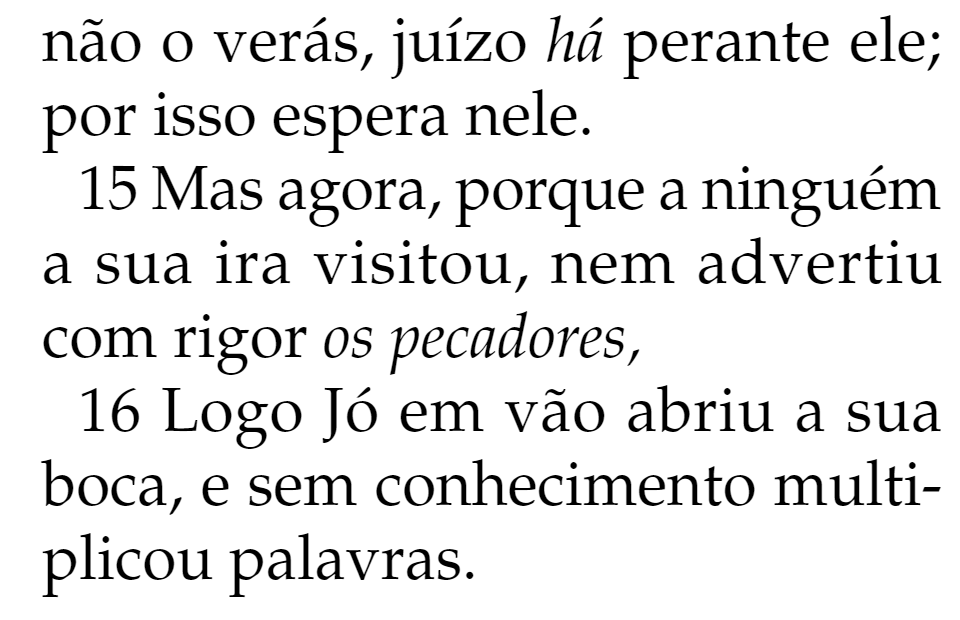 não o verás, juízo há perante ele;
por isso espera nele.
15 Mas agora, porque a ninguém
a sua ira visitou, nem advertiu
com rigor os pecadores,
16 Logo Jó em vão abriu a sua
boca, e sem conhecimento multi-
plicou palavras.